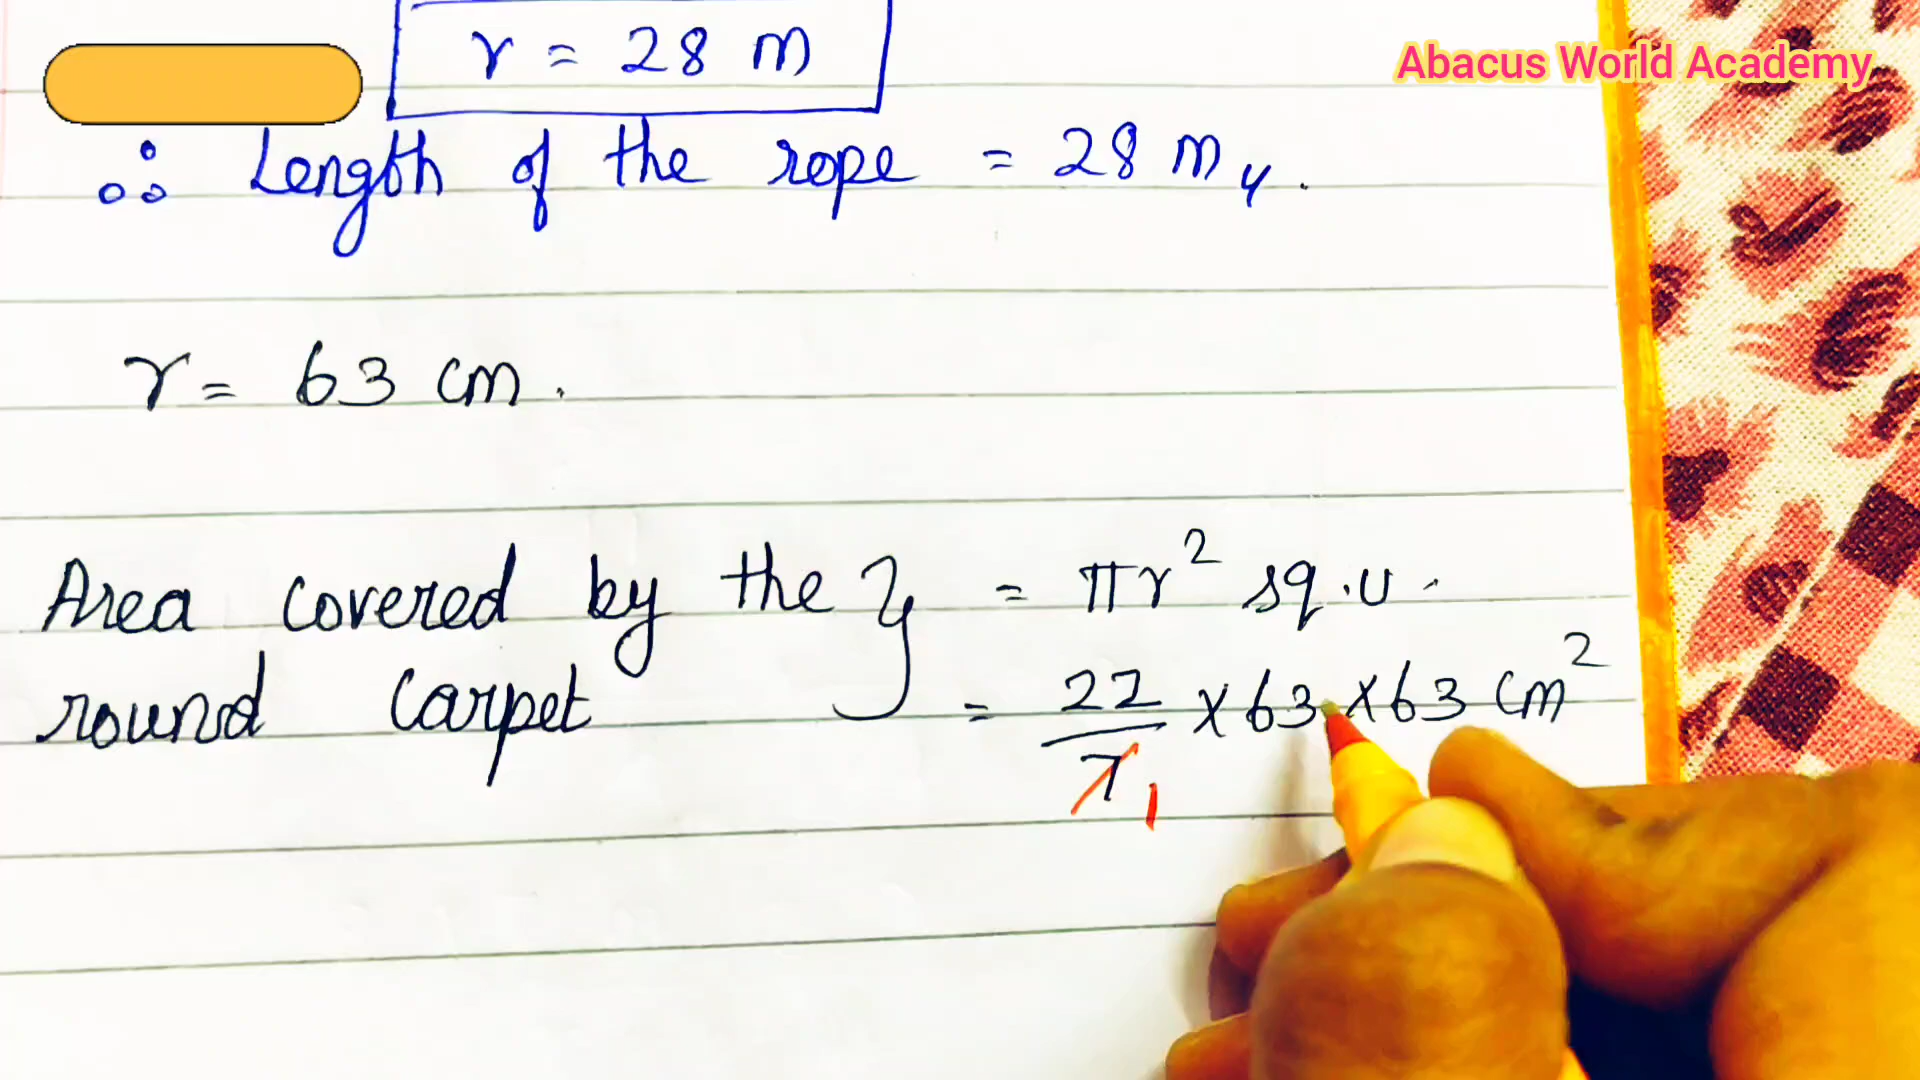 Abacus World Academy
r = 28 m
∴ Length of the rope = 28 m.
r = 63 cm.
Area covered by the } = πr² sq.u.
round carpet = 22/7 × 63 × 63 cm²
1